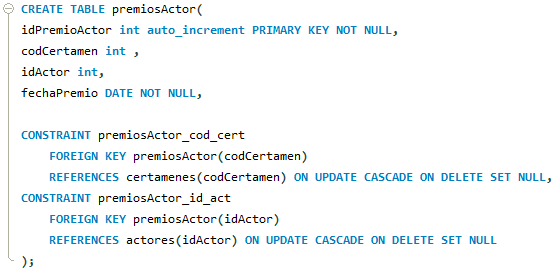 CREATE TABLE premiosActor(
idPremioActor int auto_increment PRIMARY KEY NOT NULL,
codCertamen int ,
idActor int,
fechaPremio DATE NOT NULL,
CONSTRAINT premiosActor_cod_cert
FOREIGN KEY premiosActor(codCertamen)
REFERENCES certamenes(codCertamen) ON UPDATE CASCADE ON DELETE SET NULL,
CONSTRAINT premiosActor_id_act
FOREIGN KEY premiosActor(idActor)
REFERENCES actores(idActor) ON UPDATE CASCADE ON DELETE SET NULL
);